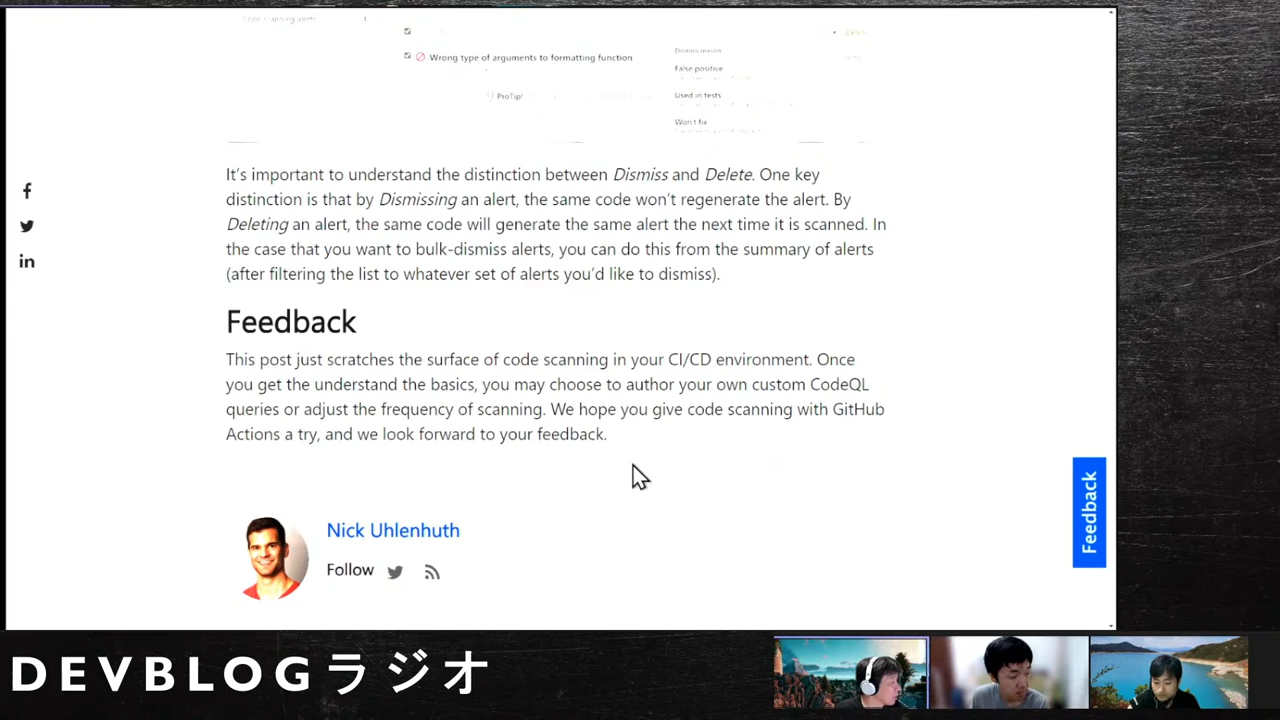 Code scanning alerts 1
Wrong type of arguments to formatting function
Dismiss reason
False positive
ProTip!
Used in tests
Won't fix
It's important to understand the distinction between Dismiss and Delete. One key
distinction is that by Dismissing an alert, the same code won't regenerate the alert. By
Deleting an alert, the same code will generate the same alert the next time it is scanned. In
the case that you want to bulk-dismiss alerts, you can do this from the summary of alerts
(after filtering the list to whatever set of alerts you'd like to dismiss).
Feedback
This post just scratches the surface of code scanning in your CI/CD environment. Once
you get the understand the basics, you may choose to author your own custom CodeQL
queries or adjust the frequency of scanning. We hope you give code scanning with GitHub
Actions a try, and we look forward to your feedback.
Feedback
Nick Uhlenhuth
Follow
DEVBLOGラジオ